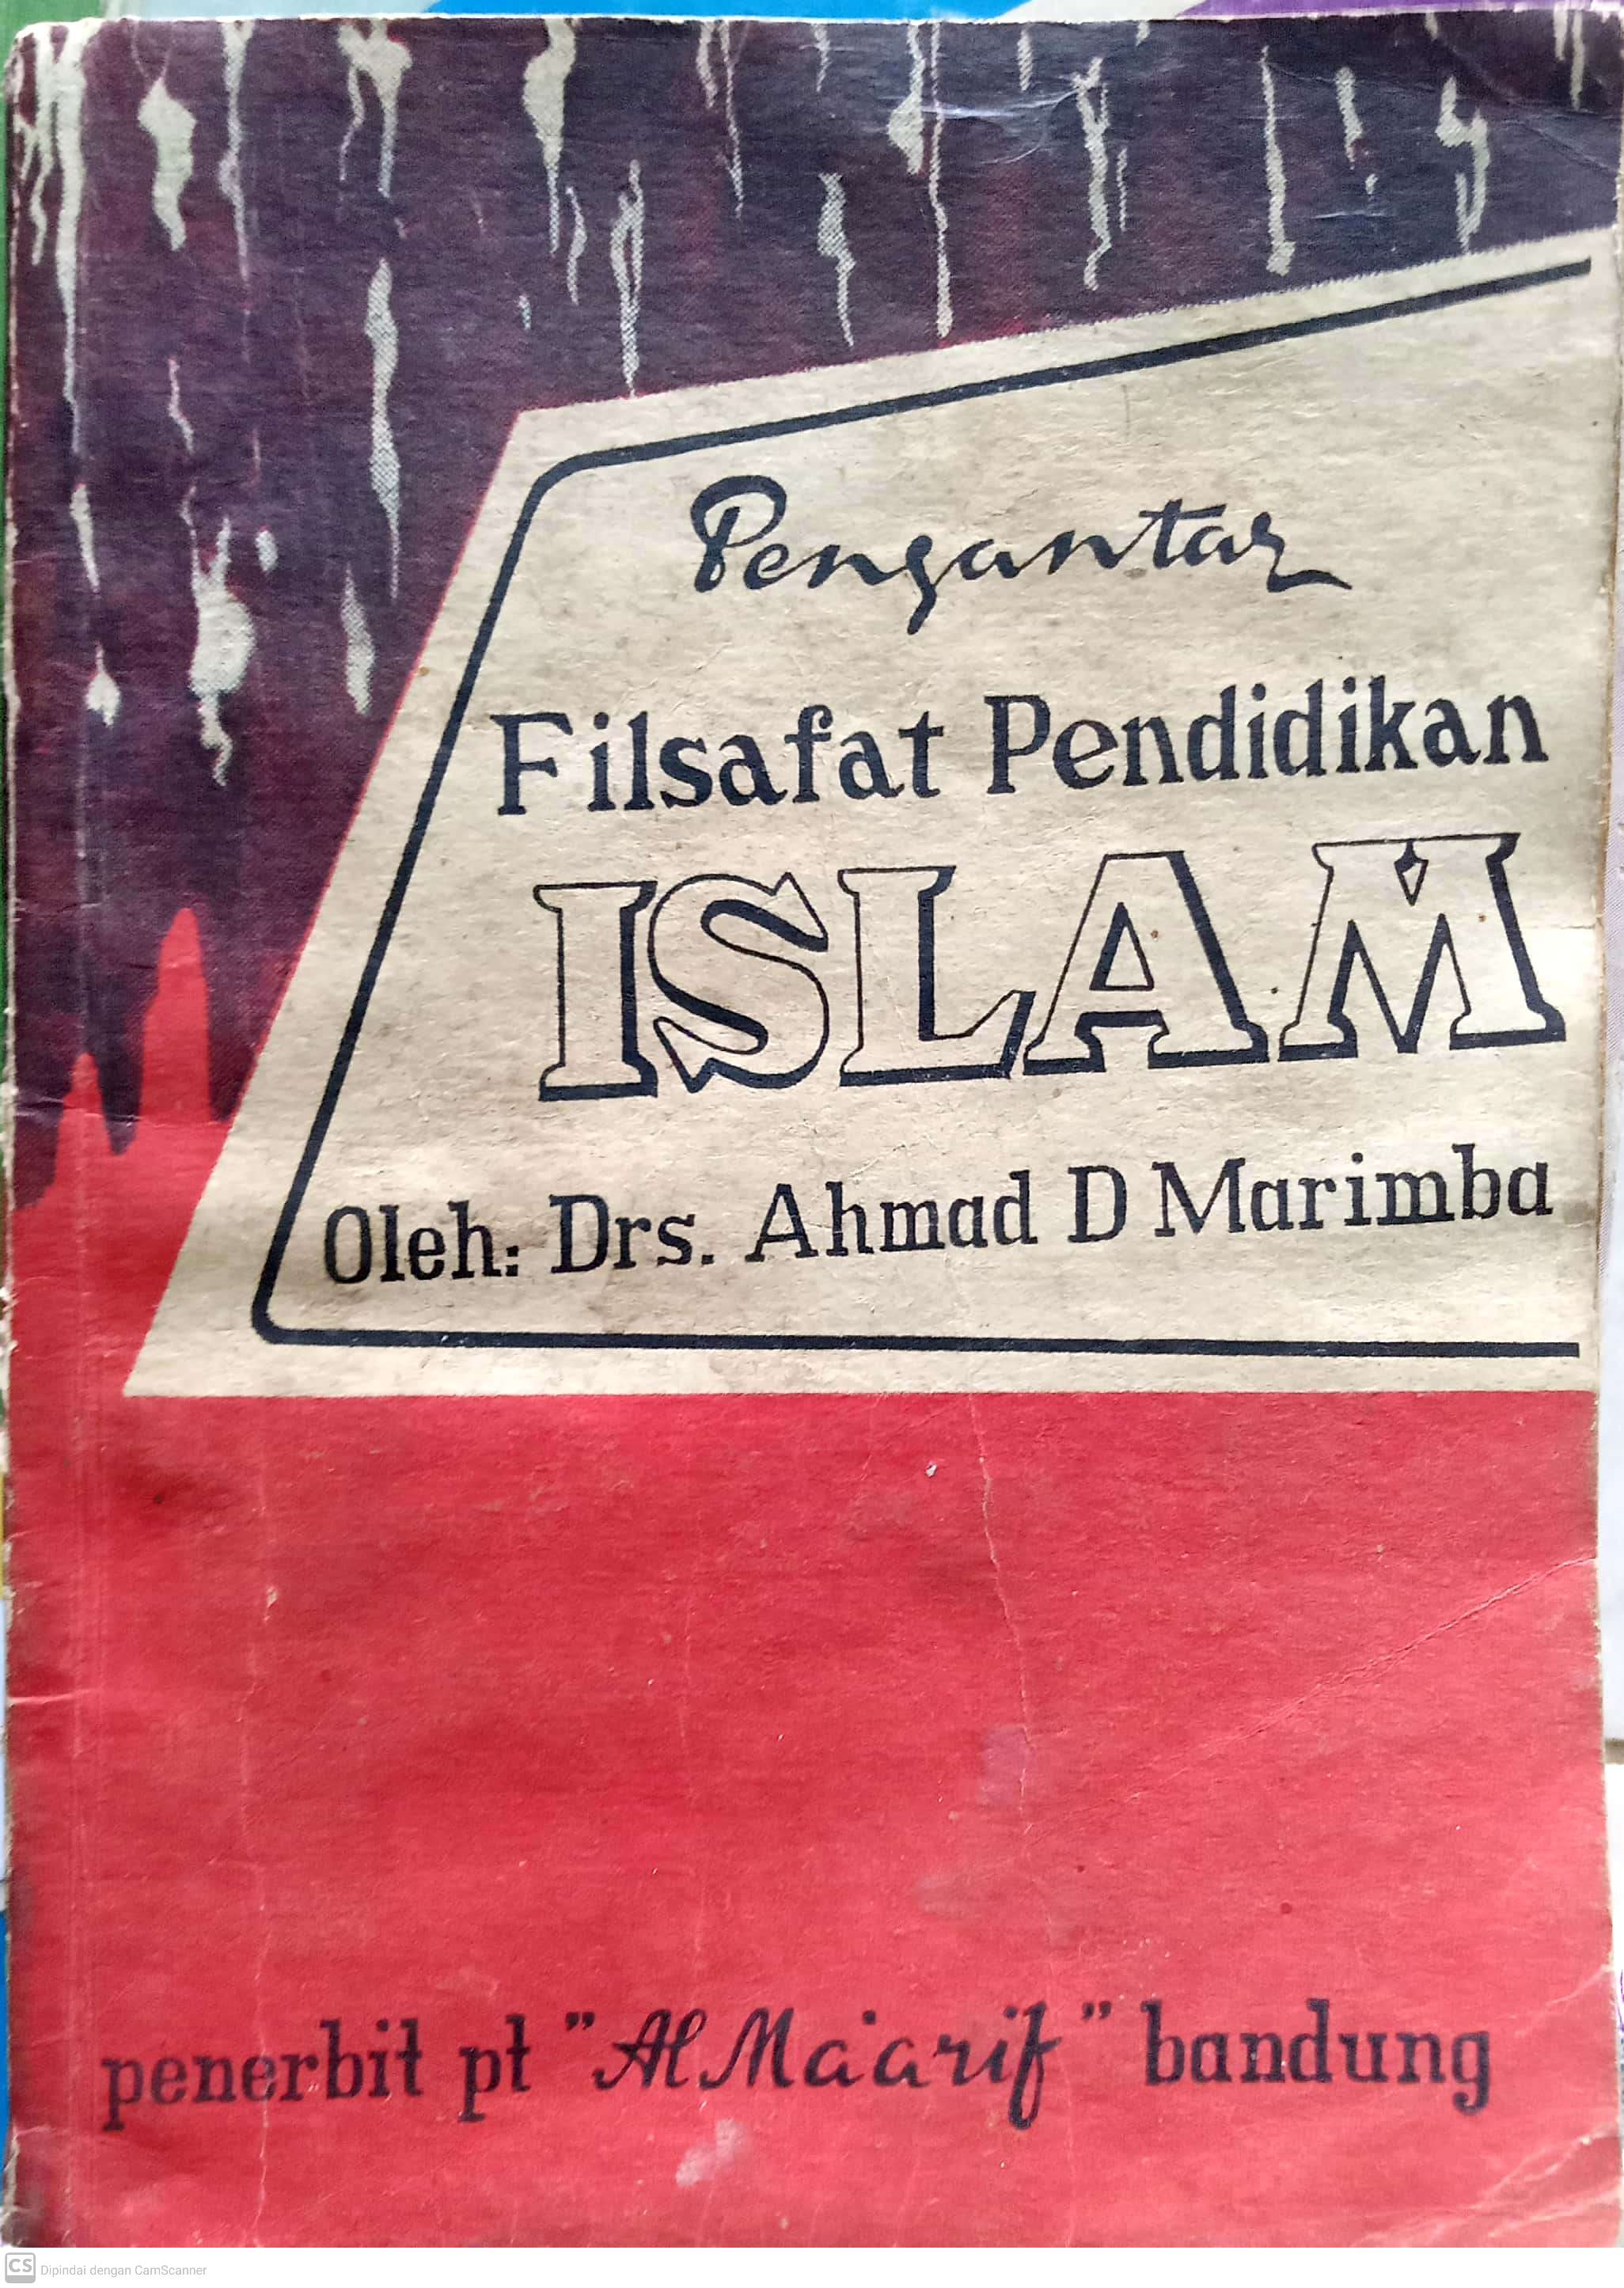 Pengantar
Filsafat Pendidikan
ISLAM
Oleh: Drs. Ahmad D Marimba
penerbit pt "Al Ma'arif" bandung
CS Dipindai dengan CamScanner